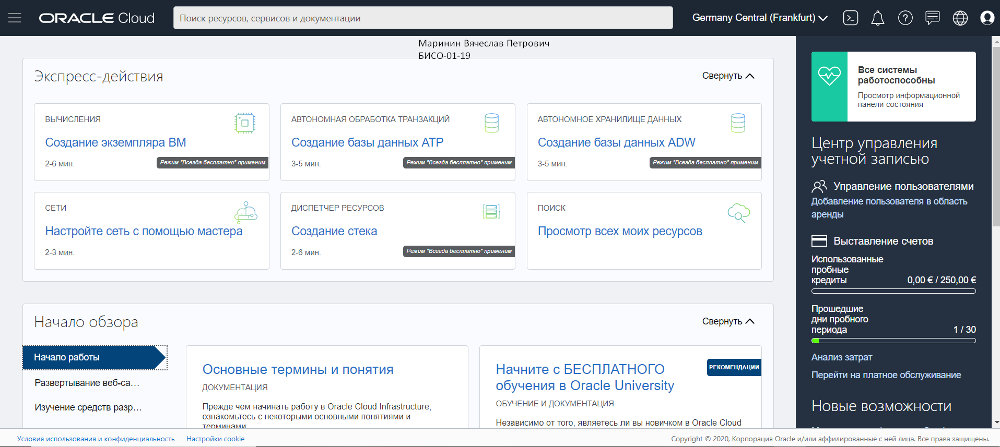 ORACLE Cloud
Поиск ресурсов, сервисов и документации
Germany Central (Frankfurt)
Маринин Вячеслав Петрович
БИСО-01-19
Экспресс-действия
Свернуть
ВЫЧИСЛЕНИЯ
Создание экземпляра ВМ
2-6 мин.
Режим "Всегда бесплатно" применим
АВТОНОМНАЯ ОБРАБОТКА ТРАНЗАКЦИЙ
Создание базы данных ATP
3-5 мин.
Режим "Всегда бесплатно" применим
АВТОНОМНОЕ ХРАНИЛИЩЕ ДАННЫХ
Создание базы данных ADW
3-5 мин.
Режим "Всегда бесплатно" применим
СЕТИ
Настройте сеть с помощью мастера
2-3 мин.
ДИСПЕТЧЕР РЕСУРСОВ
Создание стека
2-6 мин.
Режим "Всегда бесплатно" применим
ПОИСК
Просмотр всех моих ресурсов
Начало обзора
Свернуть
Начало работы
Развертывание веб-са...
Изучение средств разр...
Основные термины и понятия
ДОКУМЕНТАЦИЯ
Прежде чем начинать работу в Oracle Cloud Infrastructure,
ознакомьтесь с некоторыми основными понятиями и
терминами.
РЕКОМЕНДАЦИИ
Начните с БЕСПЛАТНОГО
обучения в Oracle University
ОБУЧЕНИЕ И ДОКУМЕНТАЦИЯ
Независимо от того, являетесь ли вы новичком в Oracle Cloud
Все системы
работоспособны
Просмотр информационной
панели состояния
Центр управления
учетной записью
Управление пользователями
Добавление пользователя в область
аренды
Выставление счетов
Использованные
пробные
кредиты 0,00 € / 250,00 €
Прошедшие
дни пробного
периода 1 / 30
Анализ затрат
Перейти на платное обслуживание
Новые возможности
Условия использования и конфиденциальность
Настройки cookie
Copyright © 2020, Корпорация Oracle и/или аффилированные с ней лица. Все права защищены.